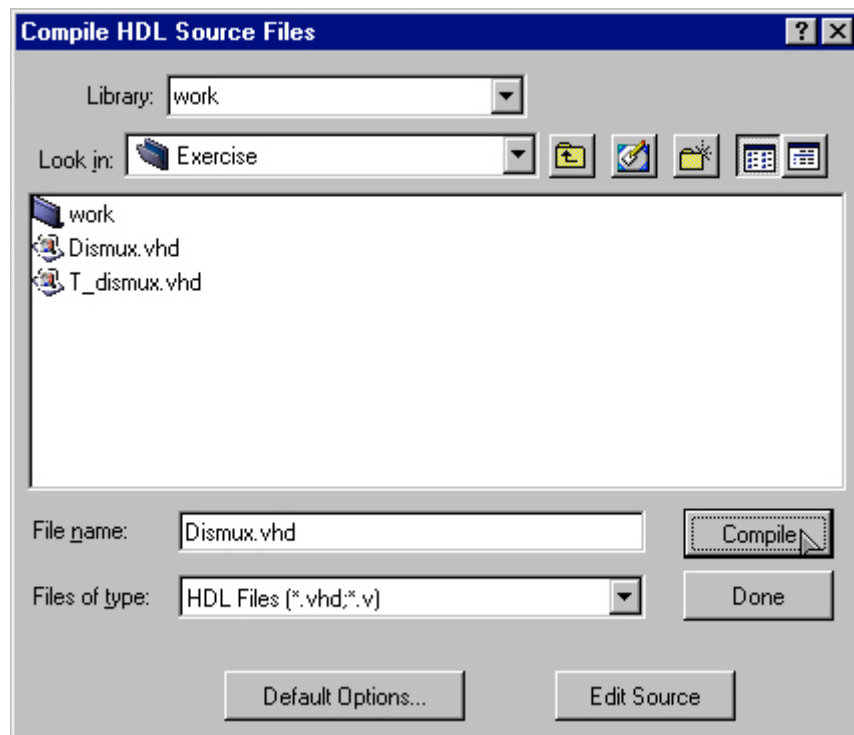 Compile HDL Source Files
Library: work
Look in: Exercise
work
Dismux.vhd
T_dismux.vhd
File name: Dismux.vhd
Compile
Files of type: HDL Files (*.vhd;*.v)
Done
Default Options...
Edit Source